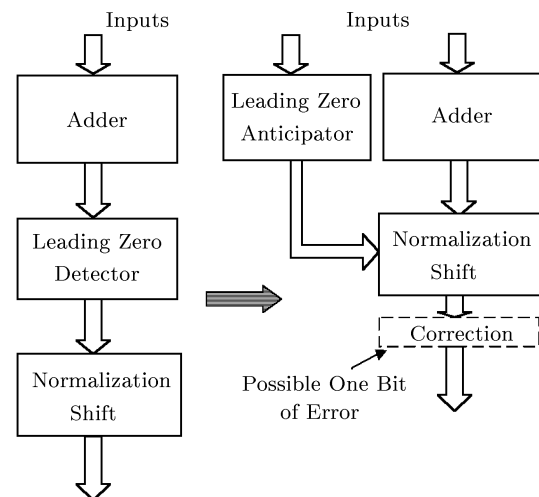 Inputs
Adder
Leading Zero
Detector
Normalization
Shift
Inputs
Leading Zero
Anticipator
Adder
Normalization
Shift
Correction
Possible One Bit
of Error